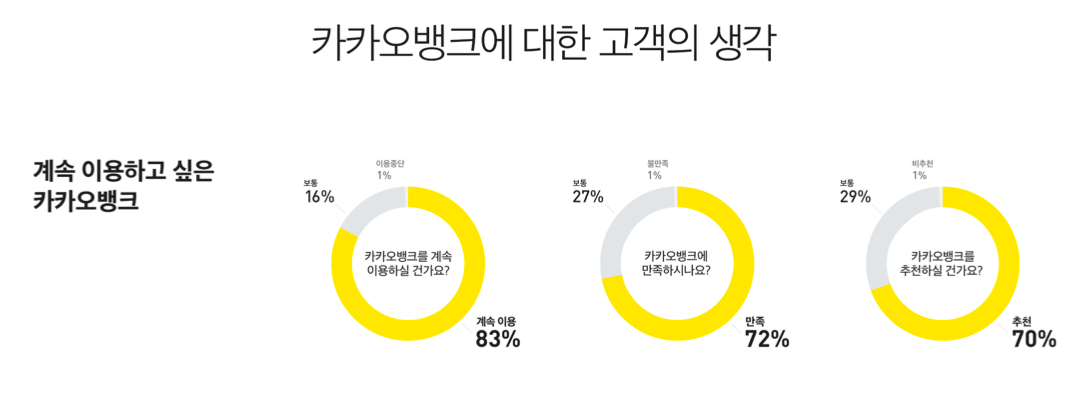 카카오뱅크에 대한 고객의 생각
계속 이용하고 싶은
카카오뱅크
이용중단
1%
보통
16%
카카오뱅크를 계속
이용하실 건가요?
계속 이용
83%
불만족
1%
보통
27%
카카오뱅크에
만족하시나요?
만족
72%
비추천
1%
보통
29%
카카오뱅크를
추천하실 건가요?
추천
70%